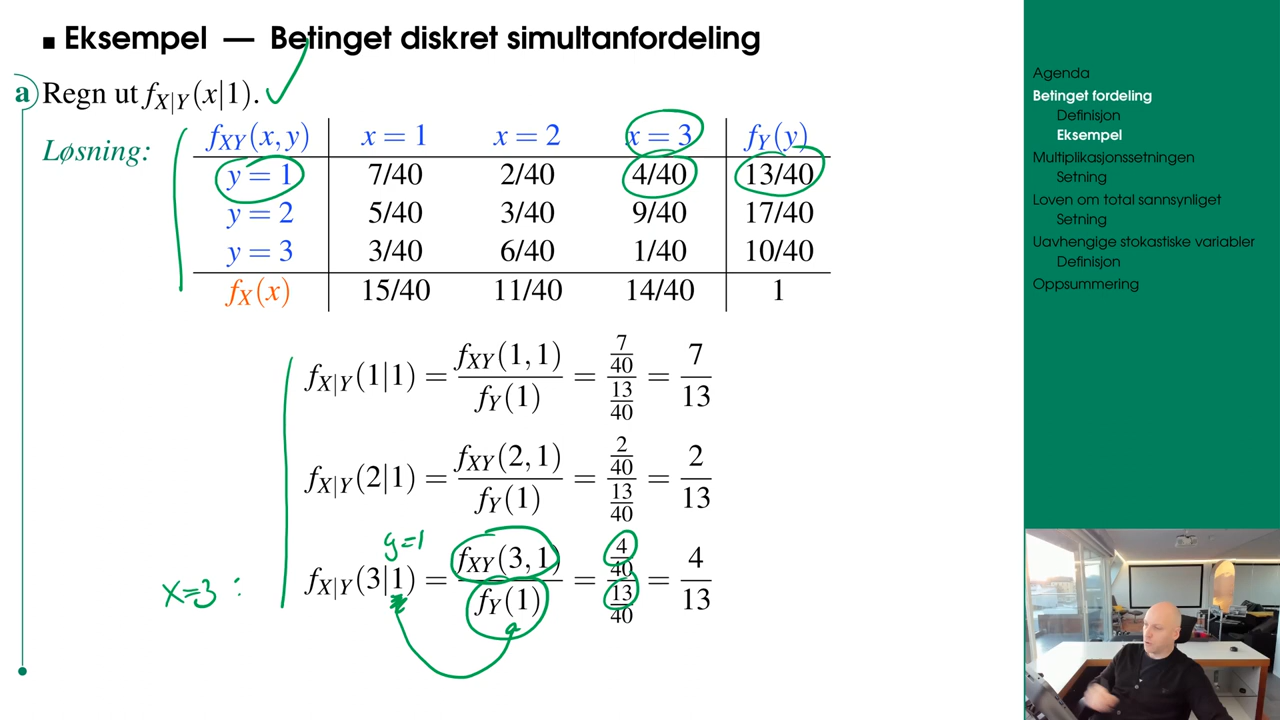 ▪ Eksempel — Betinget diskret simultanfordeling
a Regn ut f_{X|Y}(x|1). ✓
Løsning:
f_{XY}(x,y) x = 1 x = 2 x = 3 f_Y(y)
y = 1 7/40 2/40 4/40 13/40
y = 2 5/40 3/40 9/40 17/40
y = 3 3/40 6/40 1/40 10/40
f_X(x) 15/40 11/40 14/40 1
f_{X|Y}(1|1) = f_{XY}(1,1) / f_Y(1) = (7/40) / (13/40) = 7/13
f_{X|Y}(2|1) = f_{XY}(2,1) / f_Y(1) = (2/40) / (13/40) = 2/13
y=1
x=3 : f_{X|Y}(3|1) = f_{XY}(3,1) / f_Y(1) = (4/40) / (13/40) = 4/13
Agenda
Betinget fordeling
Definisjon
Eksempel
Multiplikasjonssetningen
Setning
Loven om total sannsynliget
Setning
Uavhengige stokastiske variabler
Definisjon
Oppsummering